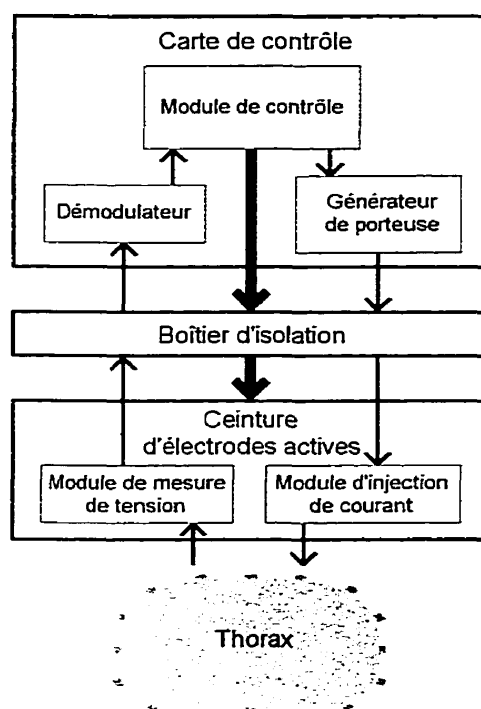 Carte de contrôle
Module de contrôle
Démodulateur
Générateur
de porteuse
Boîtier d'isolation
Ceinture
d'électrodes actives
Module de mesure
de tension
Module d'injection
de courant
Thorax